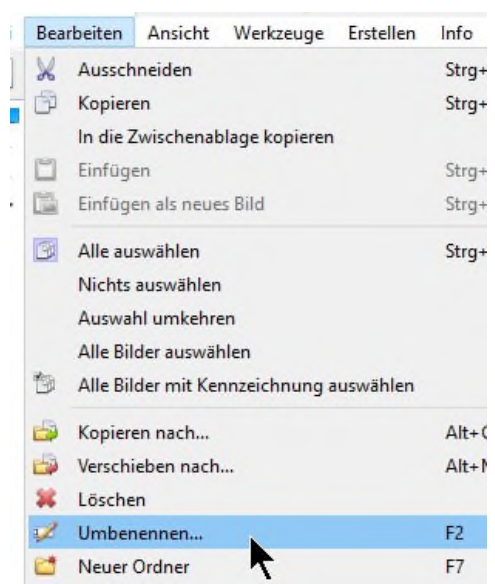 Bearbeiten Ansicht Werkzeuge Erstellen Info
Ausschneiden Strg+
Kopieren Strg+
In die Zwischenablage kopieren
Einfügen Strg+
Einfügen als neues Bild Strg+
Alle auswählen Strg+
Nichts auswählen
Auswahl umkehren
Alle Bilder auswählen
Alle Bilder mit Kennzeichnung auswählen
Kopieren nach... Alt+
Verschieben nach... Alt+
Löschen
Umbenennen... F2
Neuer Ordner F7